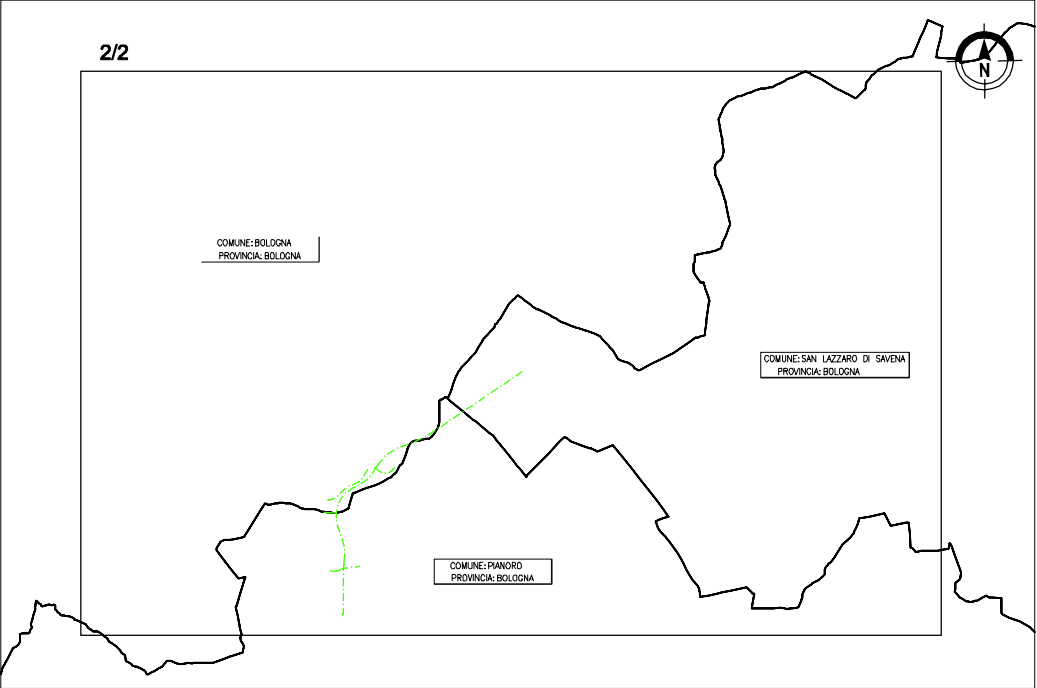 2/2
N
COMUNE: BOLOGNA
PROVINCIA: BOLOGNA
COMUNE: SAN LAZZARO DI SAVENA
PROVINCIA: BOLOGNA
COMUNE: PIANORO
PROVINCIA: BOLOGNA